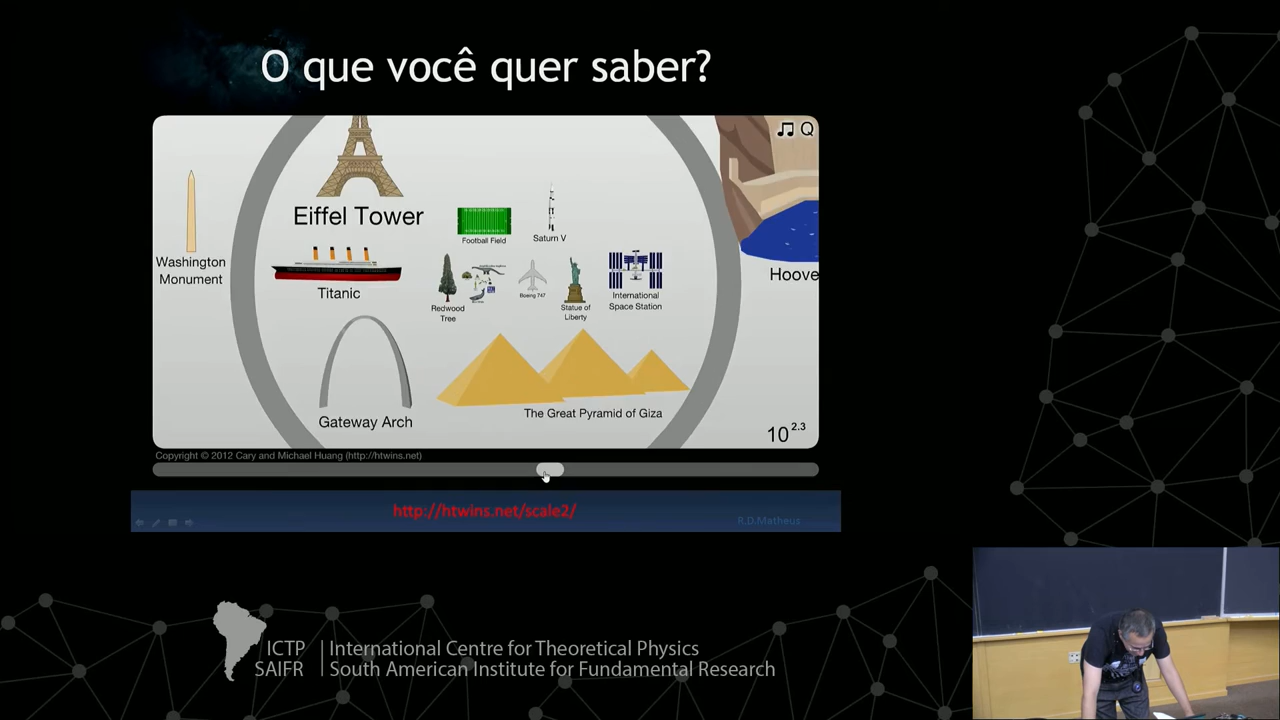 O que você quer saber?
Eiffel Tower
Washington
Monument
Football Field
Saturn V
Titanic
Redwood
Tree
Boeing 747
Statue of
Liberty
International
Space Station
Hoove
Gateway Arch
The Great Pyramid of Giza
10 2.3
Copyright © 2012 Cary and Michael Huang (http://htwins.net)
http://htwins.net/scale2/
R.D.Matheus
ICTP
SAIFR
International Centre for Theoretical Physics
South American Institute for Fundamental Research